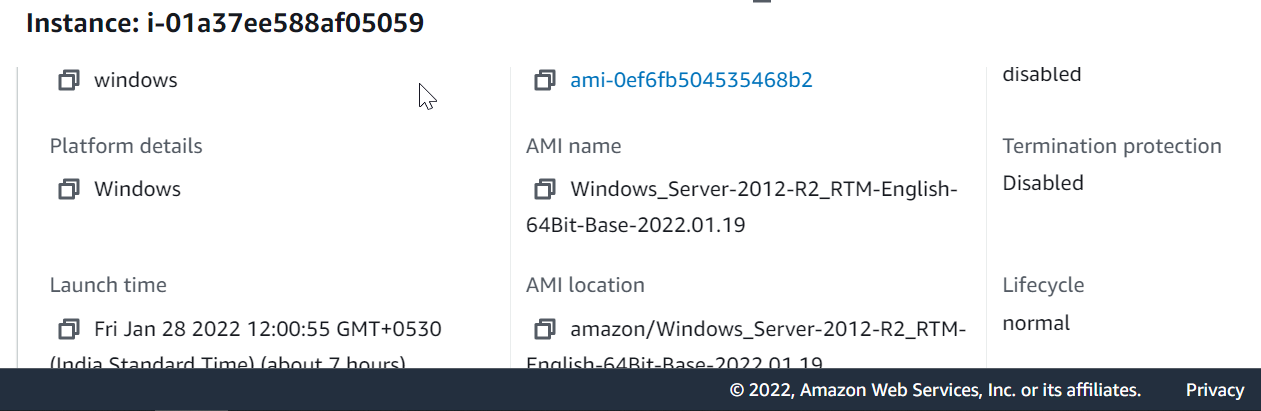 Instance: i-01a37ee588af05059
windows
ami-0ef6fb504535468b2
disabled
Platform details
AMI name
Termination protection
Windows
Windows_Server-2012-R2_RTM-English-
64Bit-Base-2022.01.19
Disabled
Launch time
AMI location
Lifecycle
Fri Jan 28 2022 12:00:55 GMT+0530
(India Standard Time) (about 7 hours)
amazon/Windows_Server-2012-R2_RTM-
English-64Bit-Base-2022.01.19
normal
© 2022, Amazon Web Services, Inc. or its affiliates.
Privacy